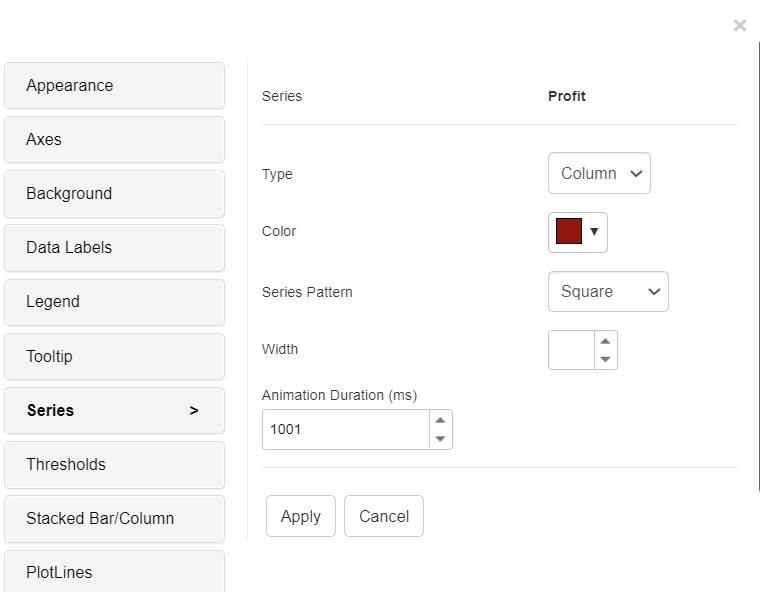 ×
Appearance
Axes
Background
Data Labels
Legend
Tooltip
Series >
Thresholds
Stacked Bar/Column
PlotLines
Series Profit
Type Column
Color
Series Pattern Square
Width
Animation Duration (ms)
1001
Apply Cancel